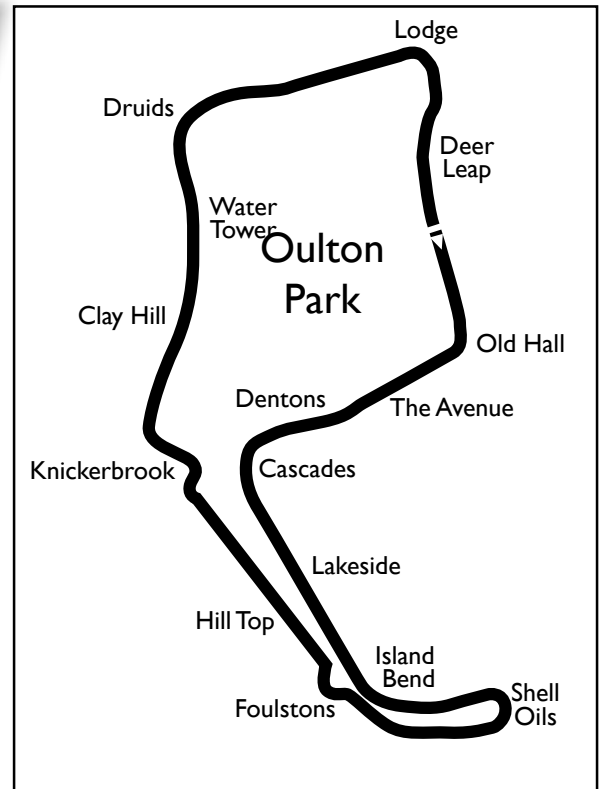 Lodge
Druids
Deer
Leap
Water
Tower
Oulton
Park
Clay Hill
Old Hall
Dentons
The Avenue
Knickerbrook
Cascades
Lakeside
Hill Top
Island
Bend
Foulstons
Shell
Oils